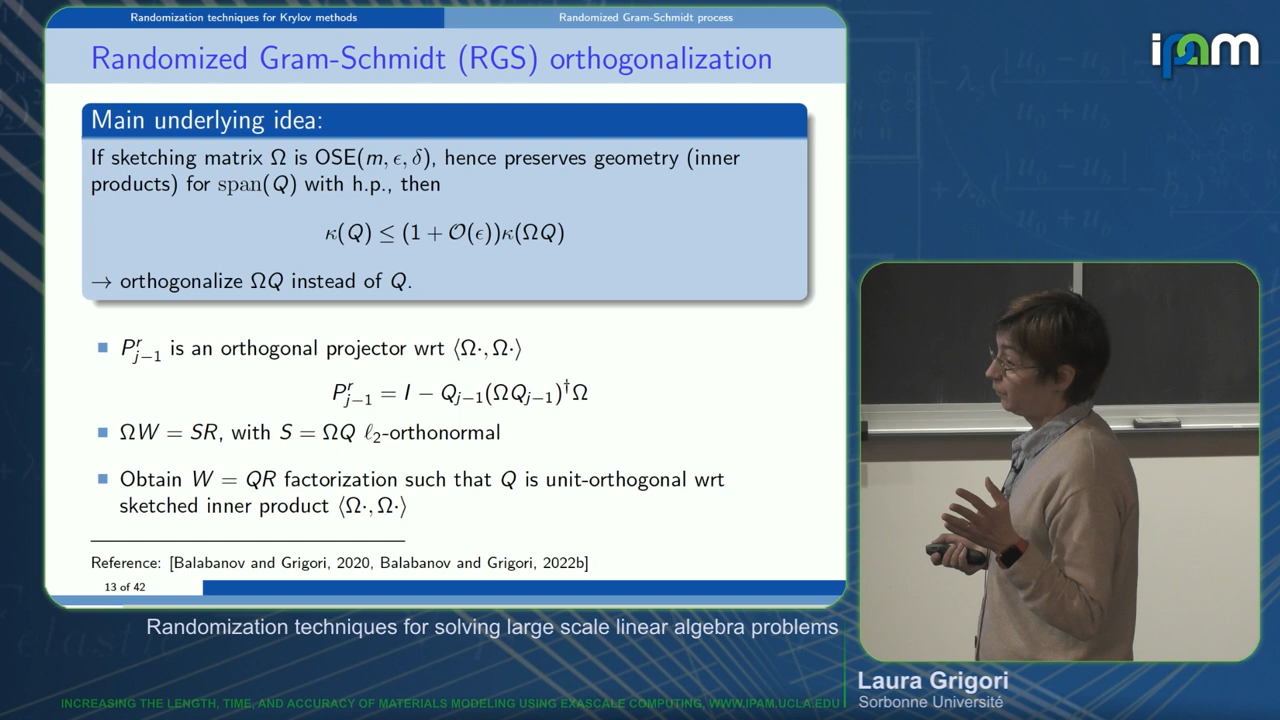 Randomization techniques for Krylov methods
Randomized Gram-Schmidt process
Randomized Gram-Schmidt (RGS) orthogonalization
Main underlying idea:
If sketching matrix Ω is OSE(m, ϵ, δ), hence preserves geometry (inner
products) for span(Q) with h.p., then
κ(Q) ≤ (1 + O(ϵ))κ(ΩQ)
→ orthogonalize ΩQ instead of Q.
P^r_{j−1} is an orthogonal projector wrt ⟨Ω·, Ω·⟩
P^r_{j−1} = I − Q_{j−1}(ΩQ_{j−1})^†Ω
ΩW = SR, with S = ΩQ ℓ₂-orthonormal
Obtain W = QR factorization such that Q is unit-orthogonal wrt
sketched inner product ⟨Ω·, Ω·⟩
Reference: [Balabanov and Grigori, 2020, Balabanov and Grigori, 2022b]
13 of 42
Randomization techniques for solving large scale linear algebra problems
ipam
Laura Grigori
Sorbonne Université
INCREASING THE LENGTH, TIME, AND ACCURACY OF MATERIALS MODELING USING EXASCALE COMPUTING, WWW.IPAM.UCLA.EDU